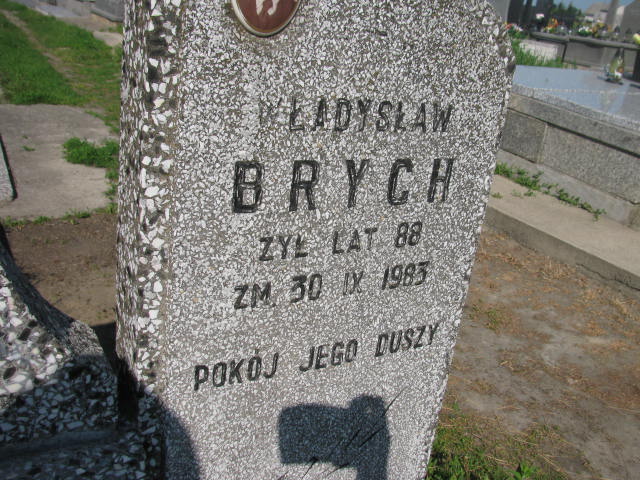 WŁADYSŁAW
BRYCH
ŻYŁ LAT 88
ZM. 30 IX 1983
POKÓJ JEGO DUSZY